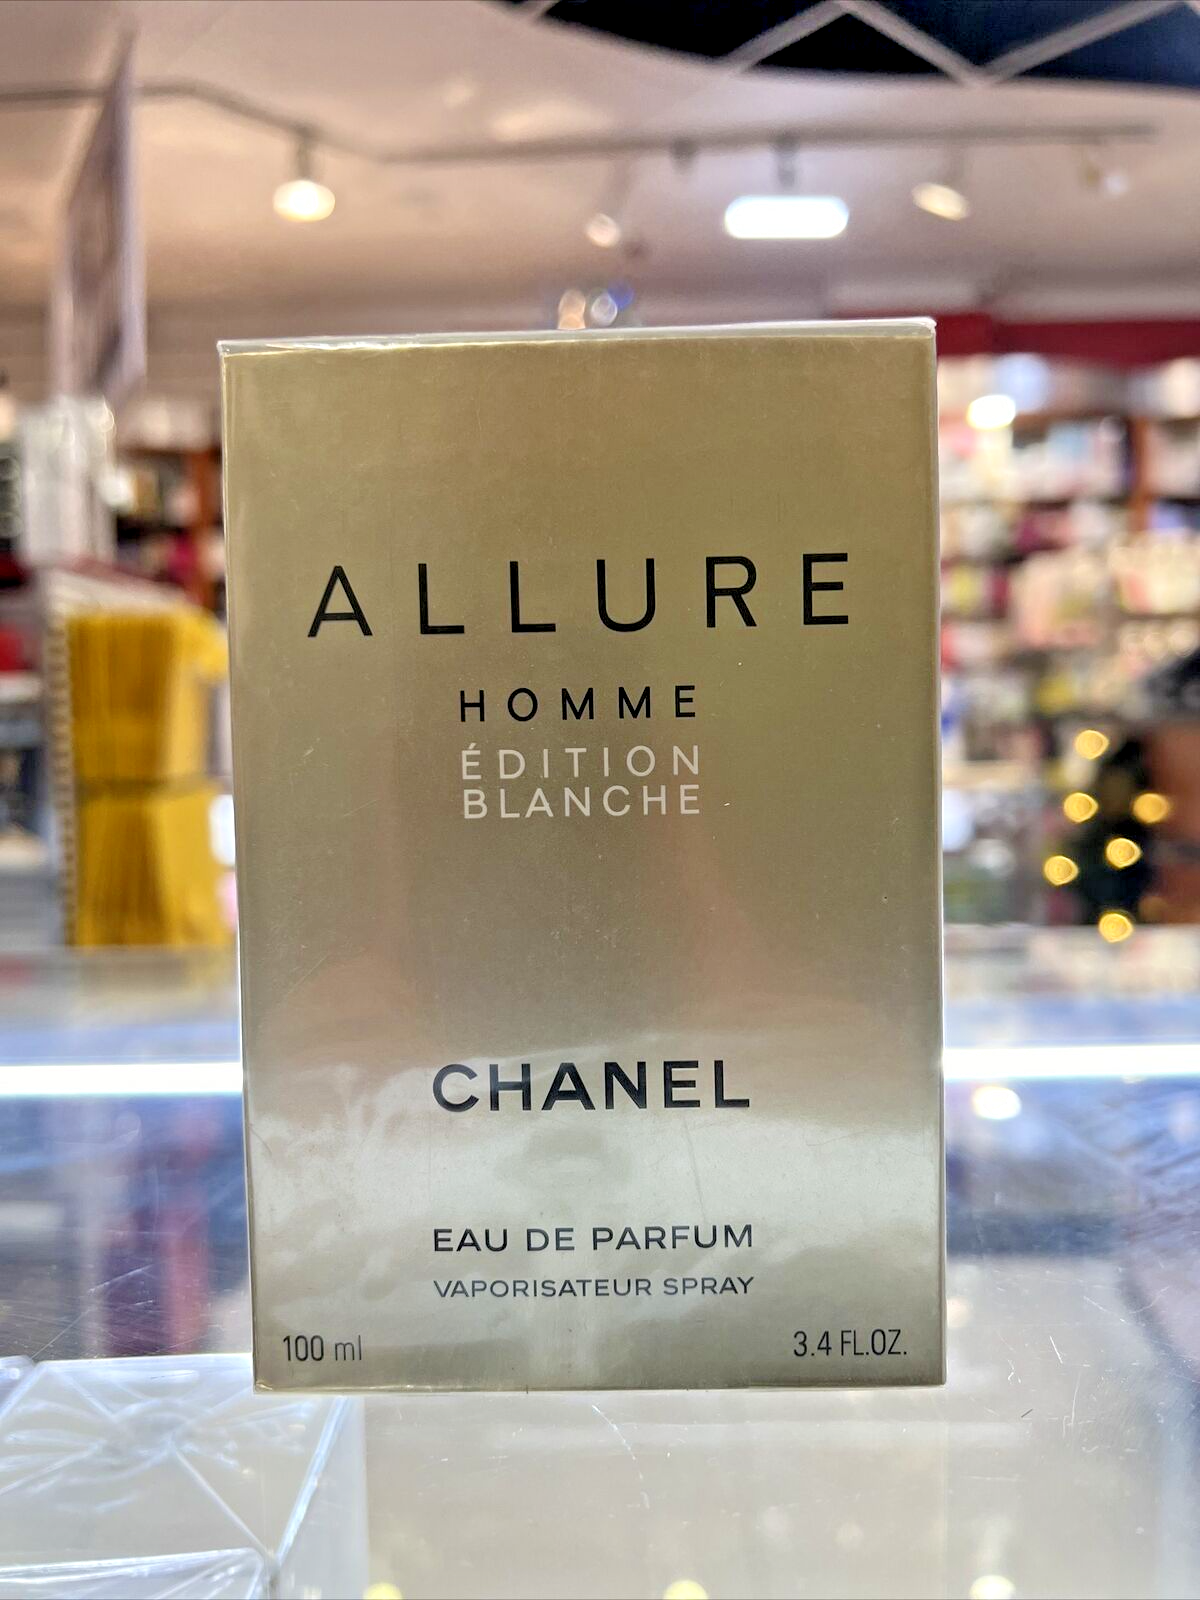 ALLURE
HOMME
ÉDITION
BLANCHE
CHANEL
EAU DE PARFUM
VAPORISATEUR SPRAY
100 ml
3.4 FL.OZ.